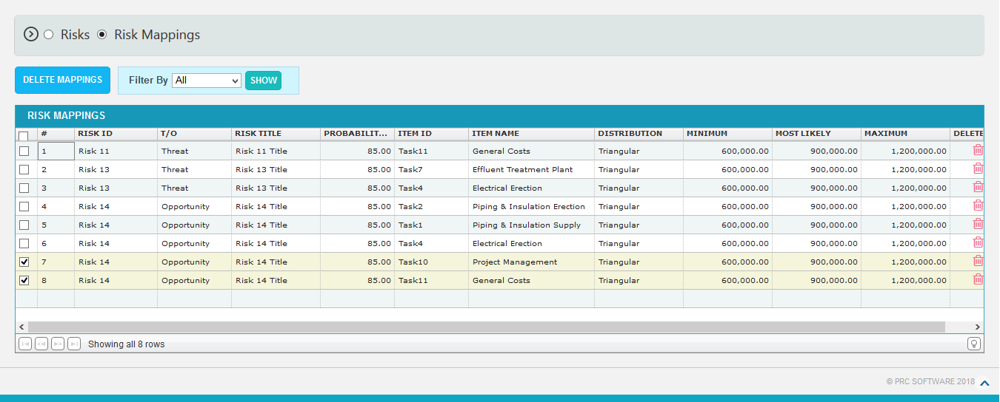 Risks Risk Mappings
DELETE MAPPINGS Filter By All SHOW
RISK MAPPINGS
# RISK ID T/O RISK TITLE PROBABILIT... ITEM ID ITEM NAME DISTRIBUTION MINIMUM MOST LIKELY MAXIMUM DELETE
1 Risk 11 Threat Risk 11 Title 85.00 Task11 General Costs Triangular 600,000.00 900,000.00 1,200,000.00
2 Risk 13 Threat Risk 13 Title 85.00 Task7 Effluent Treatment Plant Triangular 600,000.00 900,000.00 1,200,000.00
3 Risk 13 Threat Risk 13 Title 85.00 Task4 Electrical Erection Triangular 600,000.00 900,000.00 1,200,000.00
4 Risk 14 Opportunity Risk 14 Title 85.00 Task2 Piping & Insulation Erection Triangular 600,000.00 900,000.00 1,200,000.00
5 Risk 14 Opportunity Risk 14 Title 85.00 Task1 Piping & Insulation Supply Triangular 600,000.00 900,000.00 1,200,000.00
6 Risk 14 Opportunity Risk 14 Title 85.00 Task4 Electrical Erection Triangular 600,000.00 900,000.00 1,200,000.00
7 Risk 14 Opportunity Risk 14 Title 85.00 Task10 Project Management Triangular 600,000.00 900,000.00 1,200,000.00
8 Risk 14 Opportunity Risk 14 Title 85.00 Task11 General Costs Triangular 600,000.00 900,000.00 1,200,000.00
Showing all 8 rows
© PRC SOFTWARE 2018